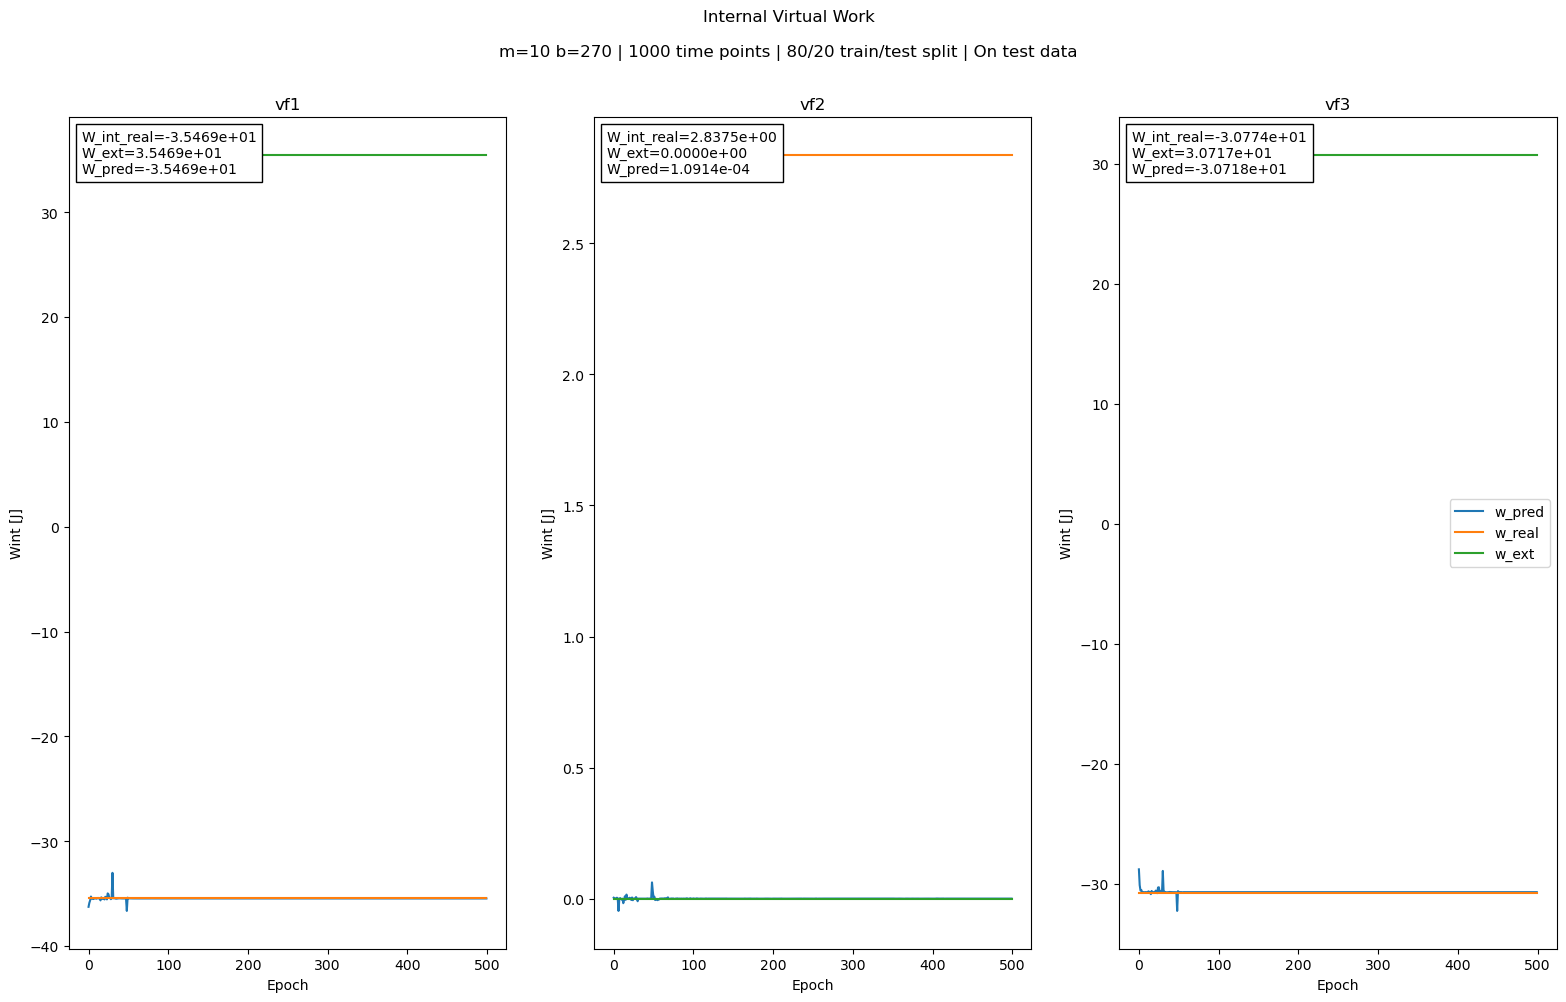 Internal Virtual Work
m=10 b=270 | 1000 time points | 80/20 train/test split | On test data
vf1
W_int_real=-3.5469e+01
W_ext=3.5469e+01
W_pred=-3.5469e+01
30
20
10
0
−10
−20
−30
−40
Wint [J]
0 100 200 300 400 500
Epoch
vf2
W_int_real=2.8375e+00
W_ext=0.0000e+00
W_pred=1.0914e-04
2.5
2.0
1.5
1.0
0.5
0.0
Wint [J]
0 100 200 300 400 500
Epoch
vf3
W_int_real=-3.0774e+01
W_ext=3.0717e+01
W_pred=-3.0718e+01
30
20
10
0
−10
−20
−30
Wint [J]
w_pred
w_real
w_ext
0 100 200 300 400 500
Epoch